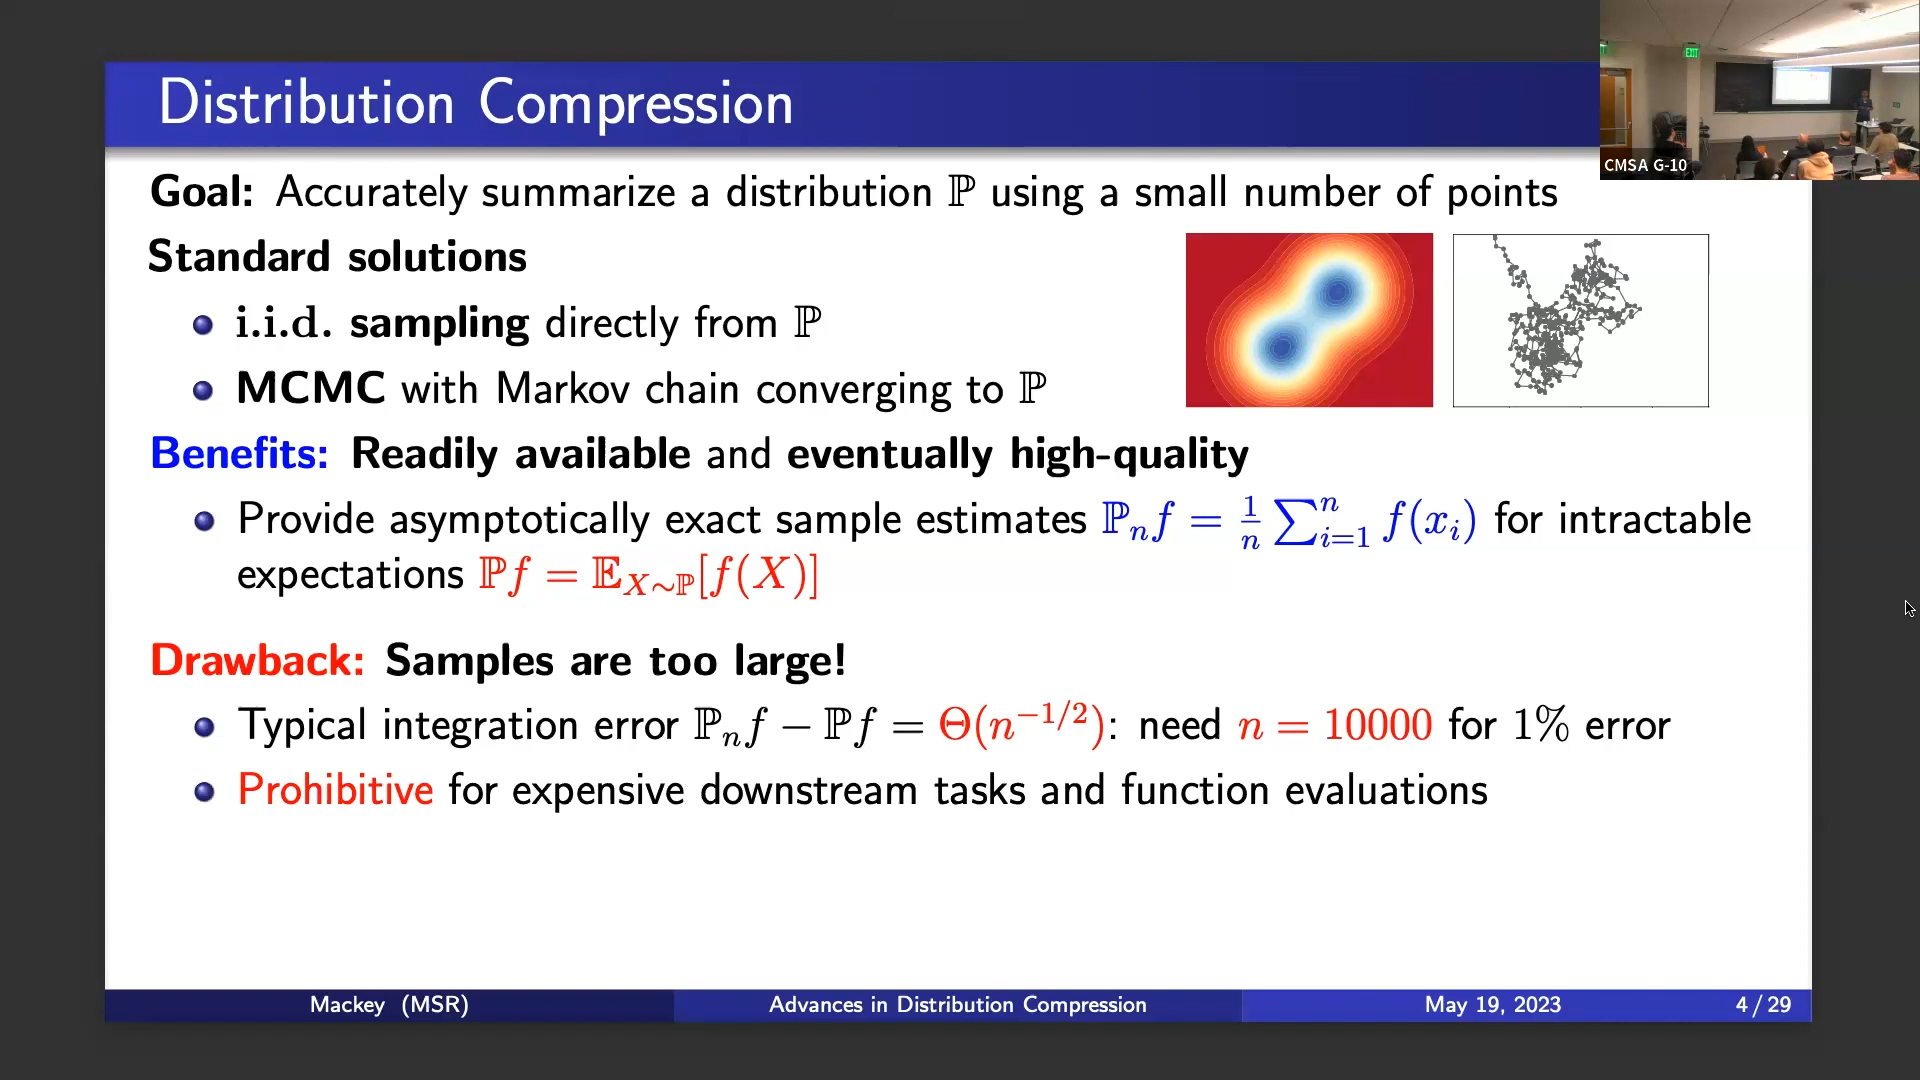 Distribution Compression
EXIT
CMSA G-10
Goal: Accurately summarize a distribution ℙ using a small number of points
Standard solutions
i.i.d. sampling directly from ℙ
MCMC with Markov chain converging to ℙ
Benefits: Readily available and eventually high-quality
Provide asymptotically exact sample estimates ℙₙf = 1/n ∑ⁿᵢ₌₁ f(xᵢ) for intractable
expectations ℙf = 𝔼_{X∼ℙ}[f(X)]
Drawback: Samples are too large!
Typical integration error ℙₙf − ℙf = Θ(n^{−1/2}): need n = 10000 for 1% error
Prohibitive for expensive downstream tasks and function evaluations
Mackey (MSR)
Advances in Distribution Compression
May 19, 2023
4 / 29